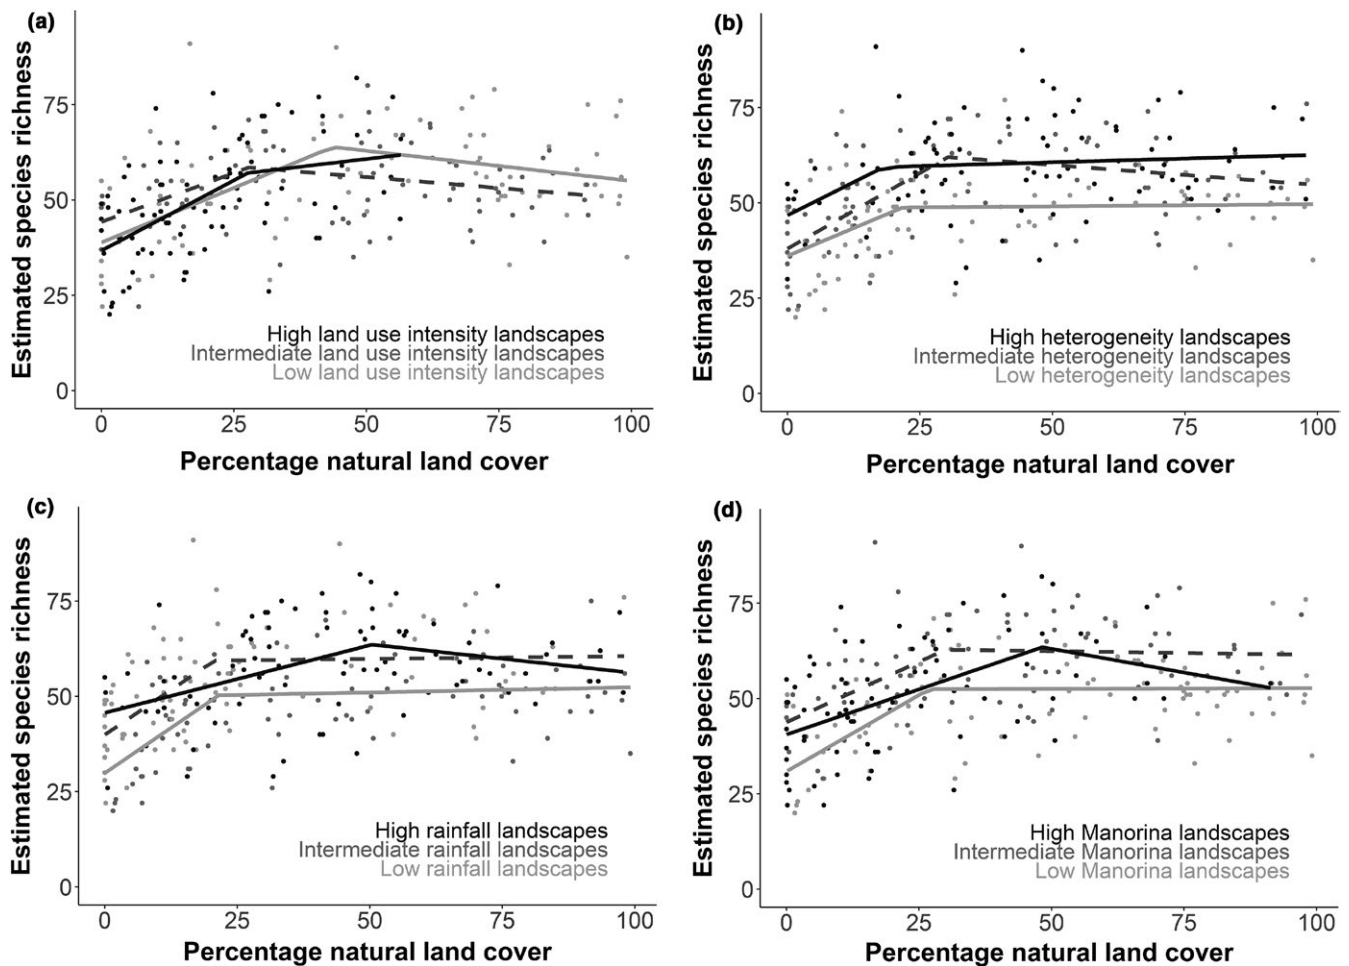 (a)
Estimated species richness
75
50
25
0
High land use intensity landscapes
Intermediate land use intensity landscapes
Low land use intensity landscapes
0 25 50 75 100
Percentage natural land cover
(b)
Estimated species richness
75
50
25
0
High heterogeneity landscapes
Intermediate heterogeneity landscapes
Low heterogeneity landscapes
0 25 50 75 100
Percentage natural land cover
(c)
Estimated species richness
75
50
25
0
High rainfall landscapes
Intermediate rainfall landscapes
Low rainfall landscapes
0 25 50 75 100
Percentage natural land cover
(d)
Estimated species richness
75
50
25
0
High Manorina landscapes
Intermediate Manorina landscapes
Low Manorina landscapes
0 25 50 75 100
Percentage natural land cover